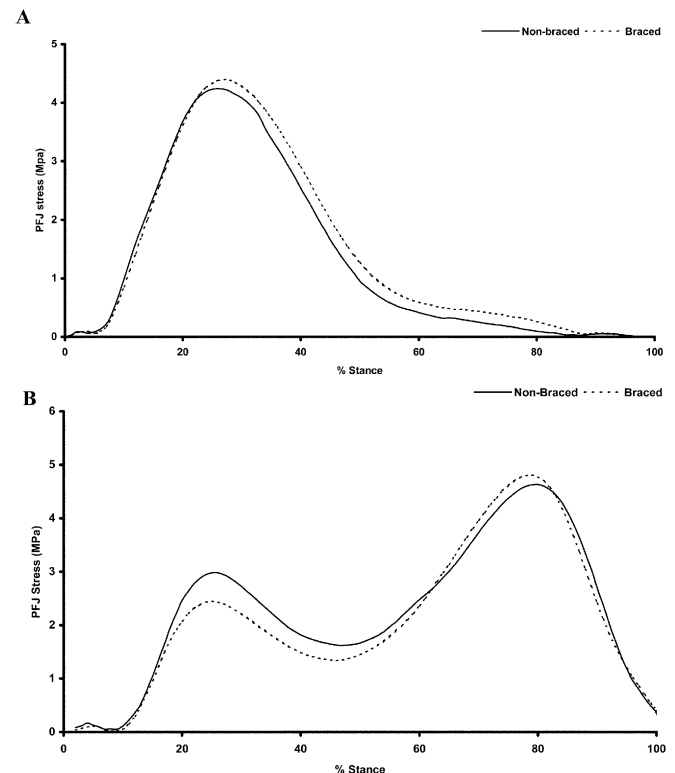 A
Non-braced Braced
PFJ stress (Mpa)
5
4
3
2
1
0
0 20 40 60 80 100
% Stance
B
Non-Braced Braced
PFJ Stress (MPa)
6
5
4
3
2
1
0
0 20 40 60 80 100
% Stance